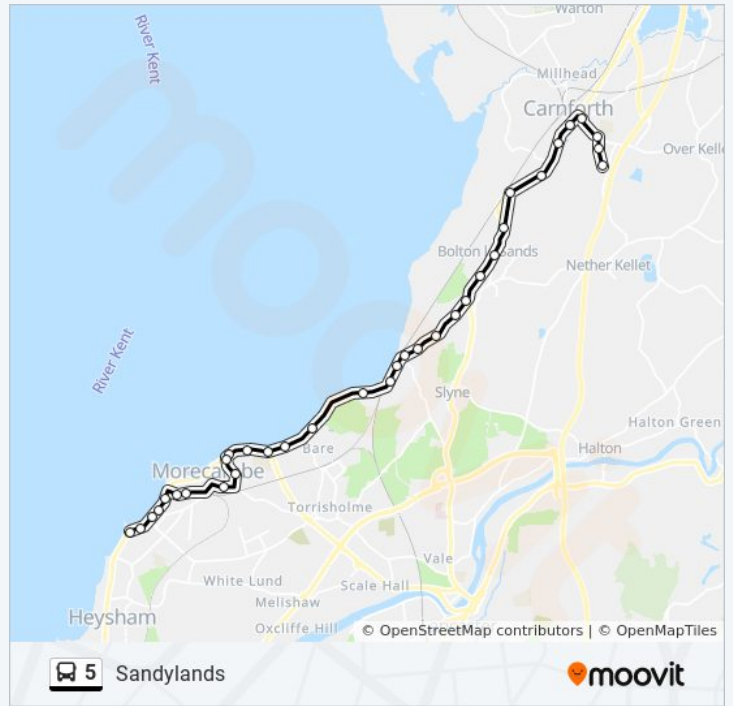 Warton
River Kent
Millhead
Carnforth
Over Kelle
Bolton le Sands
Nether Kellet
River Kent
Slyne
Halton Green
Bare
Halton
Morecambe
Torrisholme
Vale
White Lund
Scale Hall
Melishaw
Heysham
Oxcliffe Hill
© OpenStreetMap contributors | © OpenMapTiles
5 Sandylands
moovit